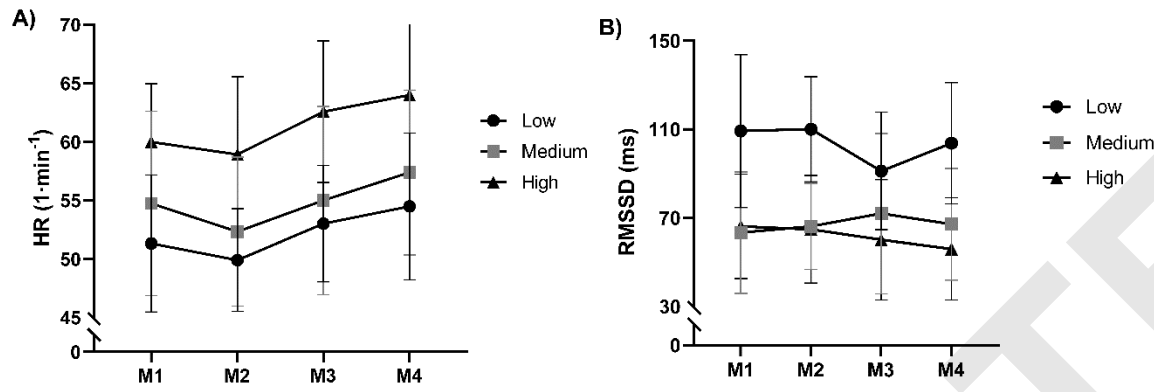 A)
HR (1·min⁻¹)
70
65
60
55
50
45
0
M1 M2 M3 M4
Low
Medium
High
B)
RMSSD (ms)
150
110
70
30
0
M1 M2 M3 M4
Low
Medium
High